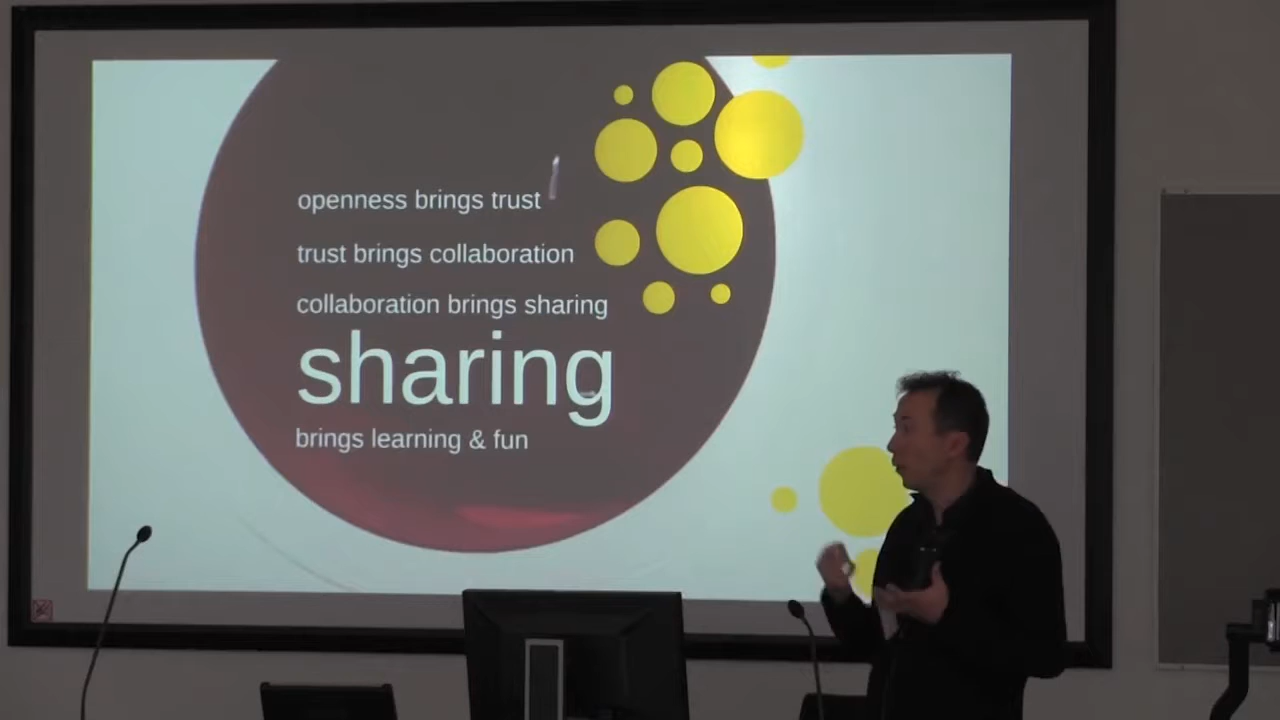 openness brings trust
trust brings collaboration
collaboration brings sharing
sharing
brings learning & fun